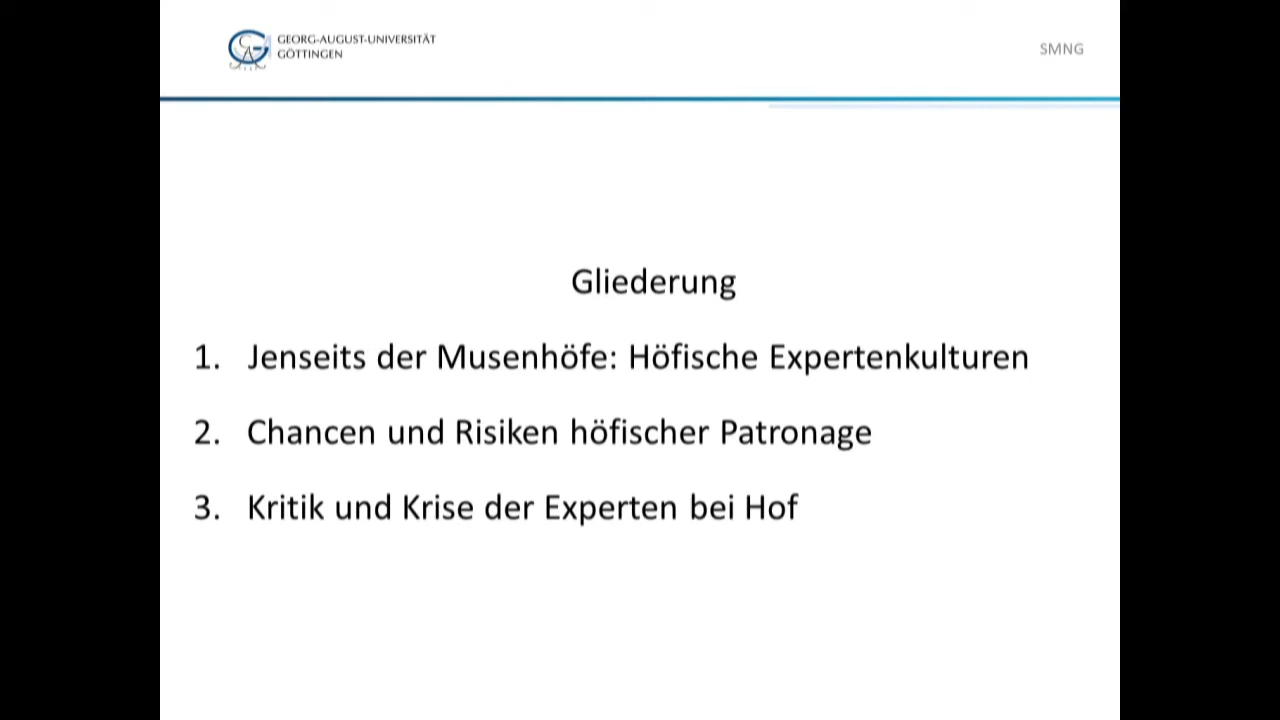 GEORG-AUGUST-UNIVERSITÄT
GÖTTINGEN
SMNG
Gliederung
1. Jenseits der Musenhöfe: Höfische Expertenkulturen
2. Chancen und Risiken höfischer Patronage
3. Kritik und Krise der Experten bei Hof